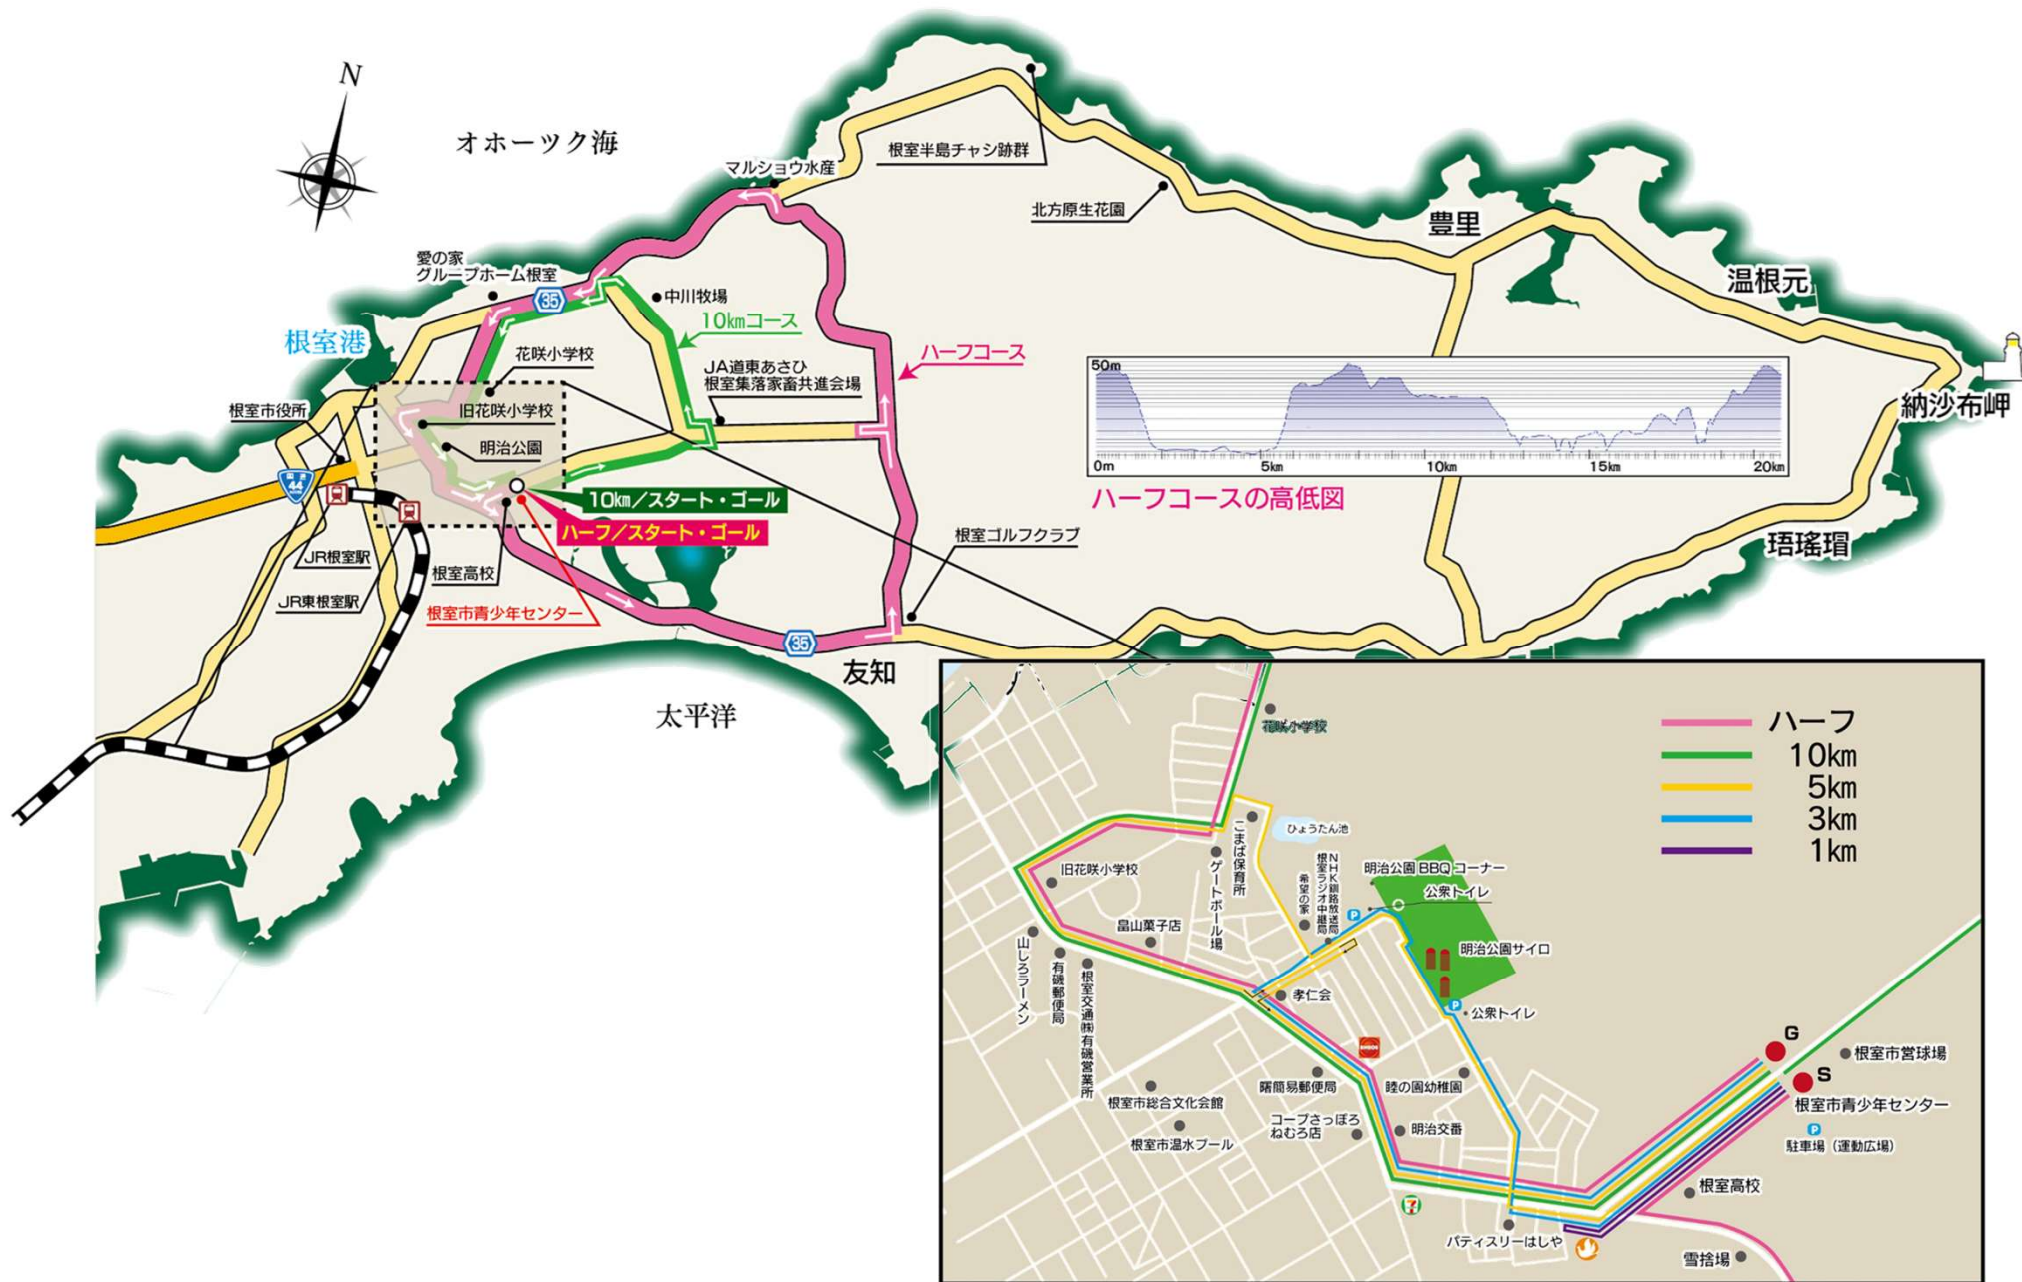 N
オホーツク海
マルショウ水産
根室半島チャシ跡群
北方原生花園
豊里
温根元
納沙布岬
珸瑤瑁
愛の家
グループホーム根室
35
中川牧場
10kmコース
根室港
花咲小学校
ハーフコース
JA道東あさひ
根室集落家畜共進会場
根室市役所
旧花咲小学校
明治公園
国道
44
10km/スタート・ゴール
ハーフ/スタート・ゴール
JR根室駅
JR東根室駅
根室高校
根室市青少年センター
根室ゴルフクラブ
35
友知
太平洋
50m
0m
5km
10km
15km
20km
ハーフコースの高低図
ハーフ
10km
5km
3km
1km
花咲小学校
こまば保育所
ひょうたん池
ゲートボール場
旧花咲小学校
畠山菓子店
希望の家
NHK釧路放送局
根室ラジオ中継局
P
明治公園BBQコーナー
公衆トイレ
明治公園サイロ
P
公衆トイレ
山しろラーメン
有磯郵便局
根室交通㈱有磯営業所
孝仁会
ENEOS
曙簡易郵便局
睦の園幼稚園
根室市総合文化会館
根室市温水プール
コープさっぽろ
ねむろ店
明治交番
7
パティスリーはしや
G
S
根室市営球場
根室市青少年センター
P
駐車場(運動広場)
根室高校
雪捨場